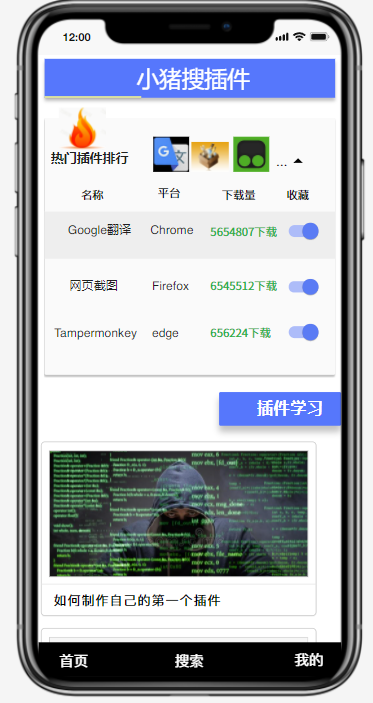 12:00
小猪搜插件
热门插件排行
... 
名称 平台 下载量 收藏
Google翻译 Chrome 5654807下载
网页截图 Firefox 6545512下载
Tampermonkey edge 656224下载
插件学习
如何制作自己的第一个插件
首页 搜索 我的